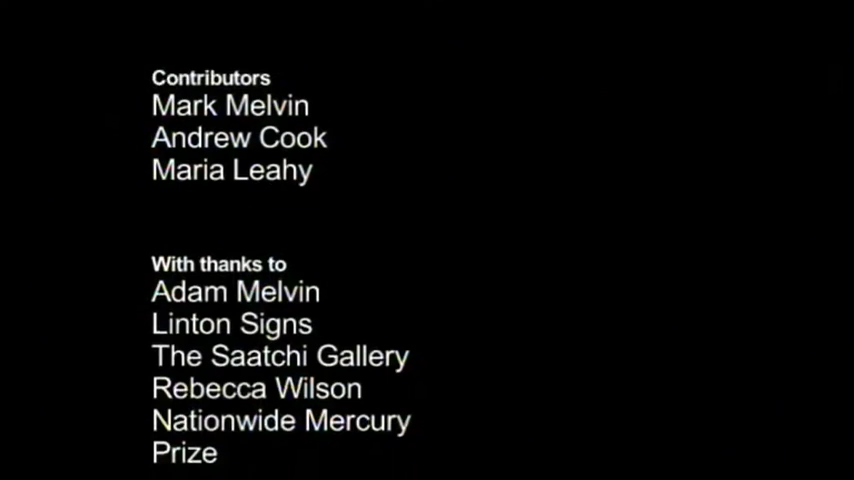 Contributors
Mark Melvin
Andrew Cook
Maria Leahy
With thanks to
Adam Melvin
Linton Signs
The Saatchi Gallery
Rebecca Wilson
Nationwide Mercury
Prize